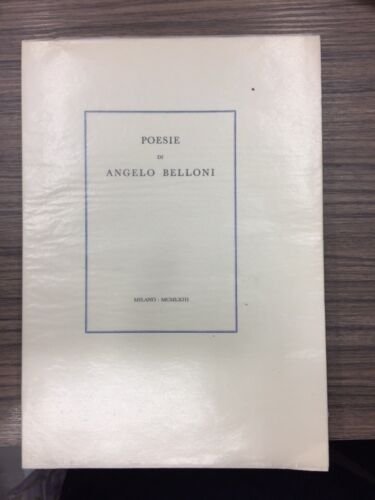 POESIE
DI
ANGELO BELLONI
MILANO - MCMLXIII